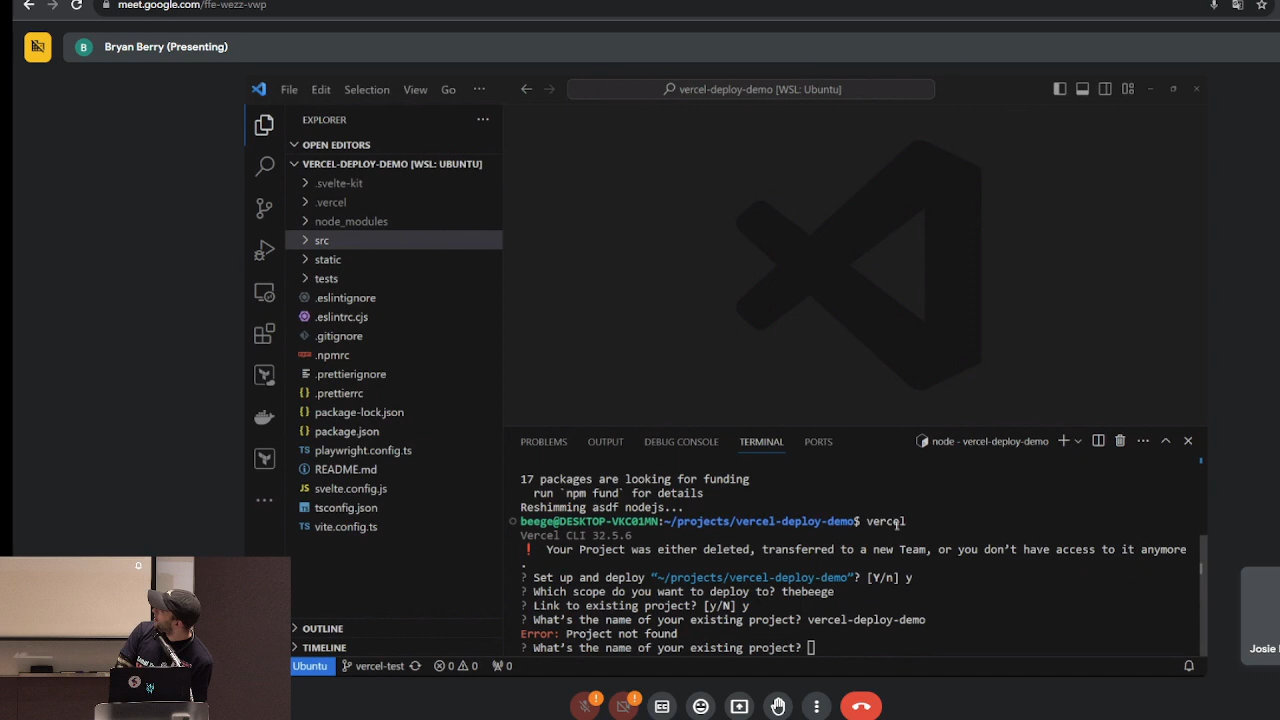 meet.google.com/ffe-wezz-vwp
B Bryan Berry (Presenting)
File Edit Selection View Go ···
vercel-deploy-demo [WSL: Ubuntu]
EXPLORER
OPEN EDITORS
VERCEL-DEPLOY-DEMO [WSL: UBUNTU]
.svelte-kit
.vercel
node_modules
src
static
tests
.eslintignore
.eslintrc.cjs
.gitignore
.npmrc
.prettierignore
{} .prettierrc
{} package-lock.json
{} package.json
TS playwright.config.ts
README.md
JS svelte.config.js
tsconfig.json
TS vite.config.ts
OUTLINE
TIMELINE
PROBLEMS OUTPUT DEBUG CONSOLE TERMINAL PORTS
node - vercel-deploy-demo
17 packages are looking for funding
run `npm fund` for details
Reshimming asdf nodejs...
beege@DESKTOP-VKC01MN:~/projects/vercel-deploy-demo$ vercel
Vercel CLI 32.5.6
! Your Project was either deleted, transferred to a new Team, or you don’t have access to it anymore
.
? Set up and deploy “~/projects/vercel-deploy-demo”? [Y/n] y
? Which scope do you want to deploy to? thebeege
? Link to existing project? [y/N] y
? What’s the name of your existing project? vercel-deploy-demo
Error: Project not found
? What’s the name of your existing project?
Ubuntu vercel-test 0 0 0
Josie